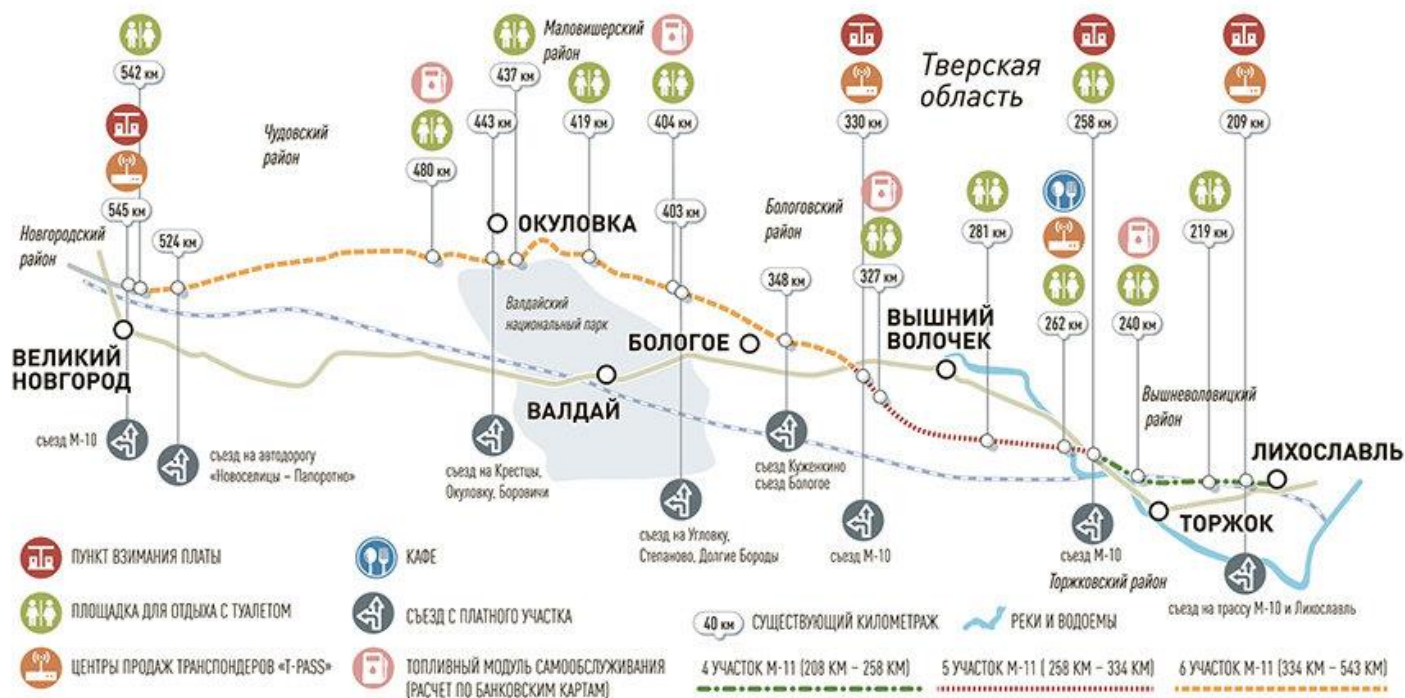 542 км
545 км
524 км
480 км
443 км
437 км
419 км
404 км
403 км
348 км
330 км
327 км
281 км
262 км
258 км
240 км
219 км
209 км
Маловишерский
район
Чудовский
район
Новгородский
район
Тверская
область
Бологовский
район
Вышневоловицкий
район
Торжковский район
Валдайский
национальный парк
ОКУЛОВКА
ВЕЛИКИЙ
НОВГОРОД
ВАЛДАЙ
БОЛОГОЕ
ВЫШНИЙ
ВОЛОЧЕК
ТОРЖОК
ЛИХОСЛАВЛЬ
съезд М-10
съезд на автодорогу
«Новоселицы – Папоротно»
съезд на Крестцы,
Окуловку, Боровичи
съезд на Угловку,
Степаново, Долгие Бороды
съезд Куженкино
съезд Бологое
съезд М-10
съезд М-10
съезд на трассу М-10 и Лихославль
ПУНКТ ВЗИМАНИЯ ПЛАТЫ
ПЛОЩАДКА ДЛЯ ОТДЫХА С ТУАЛЕТОМ
ЦЕНТРЫ ПРОДАЖ ТРАНСПОНДЕРОВ «T-PASS»
КАФЕ
СЪЕЗД С ПЛАТНОГО УЧАСТКА
ТОПЛИВНЫЙ МОДУЛЬ САМООБСЛУЖИВАНИЯ
(РАСЧЕТ ПО БАНКОВСКИМ КАРТАМ)
40 км СУЩЕСТВУЮЩИЙ КИЛОМЕТРАЖ
РЕКИ И ВОДОЕМЫ
4 УЧАСТОК М-11 (208 КМ – 258 КМ)
5 УЧАСТОК М-11 ( 258 КМ – 334 КМ)
6 УЧАСТОК М-11 (334 КМ – 543 КМ)